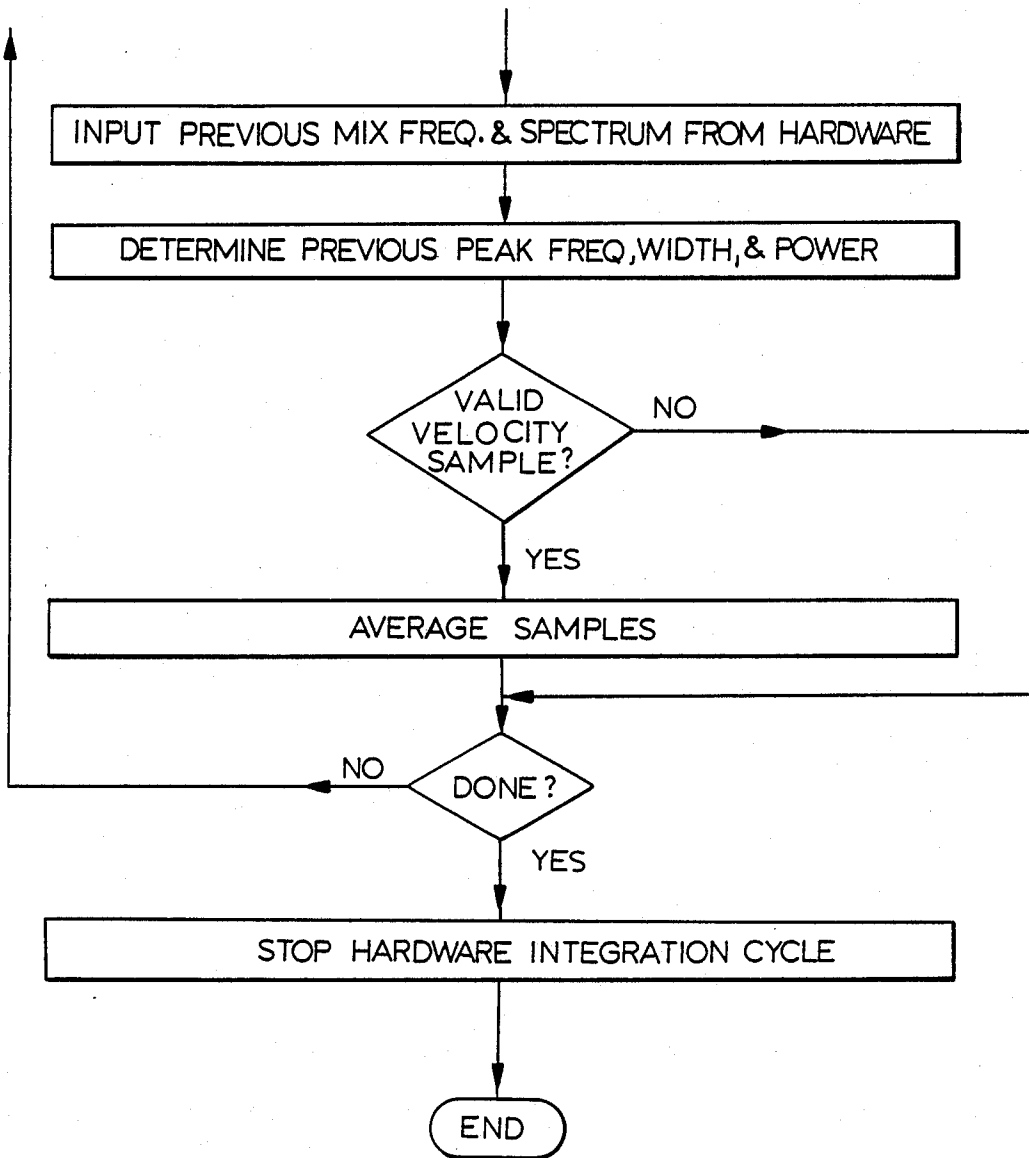 INPUT PREVIOUS MIX FREQ. & SPECTRUM FROM HARDWARE
DETERMINE PREVIOUS PEAK FREQ, WIDTH, & POWER
VALID
VELOCITY
SAMPLE?
NO
YES
AVERAGE SAMPLES
NO
DONE?
YES
STOP HARDWARE INTEGRATION CYCLE
END